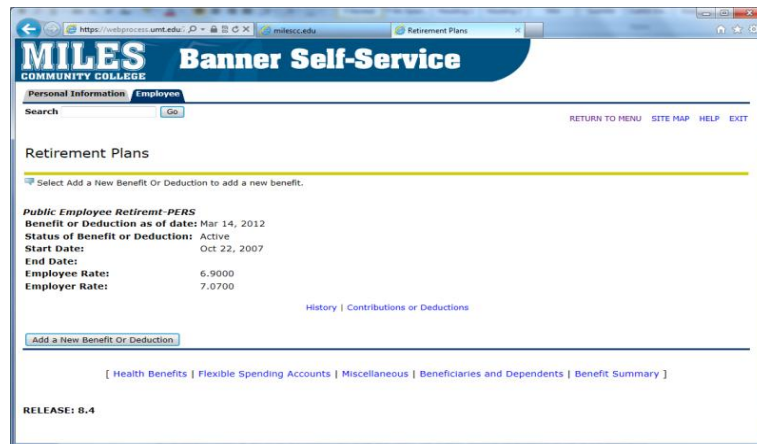 https://webprocess.umt.edu
milescc.edu
Retirement Plans
MILES
COMMUNITY COLLEGE
Banner Self-Service
Personal Information
Employee
Search
Go
RETURN TO MENU SITE MAP HELP EXIT
Retirement Plans
Select Add a New Benefit Or Deduction to add a new benefit.
Public Employee Retiremt-PERS
Benefit or Deduction as of date: Mar 14, 2012
Status of Benefit or Deduction: Active
Start Date: Oct 22, 2007
End Date:
Employee Rate: 6.9000
Employer Rate: 7.0700
History | Contributions or Deductions
Add a New Benefit Or Deduction
[ Health Benefits | Flexible Spending Accounts | Miscellaneous | Beneficiaries and Dependents | Benefit Summary ]
RELEASE: 8.4